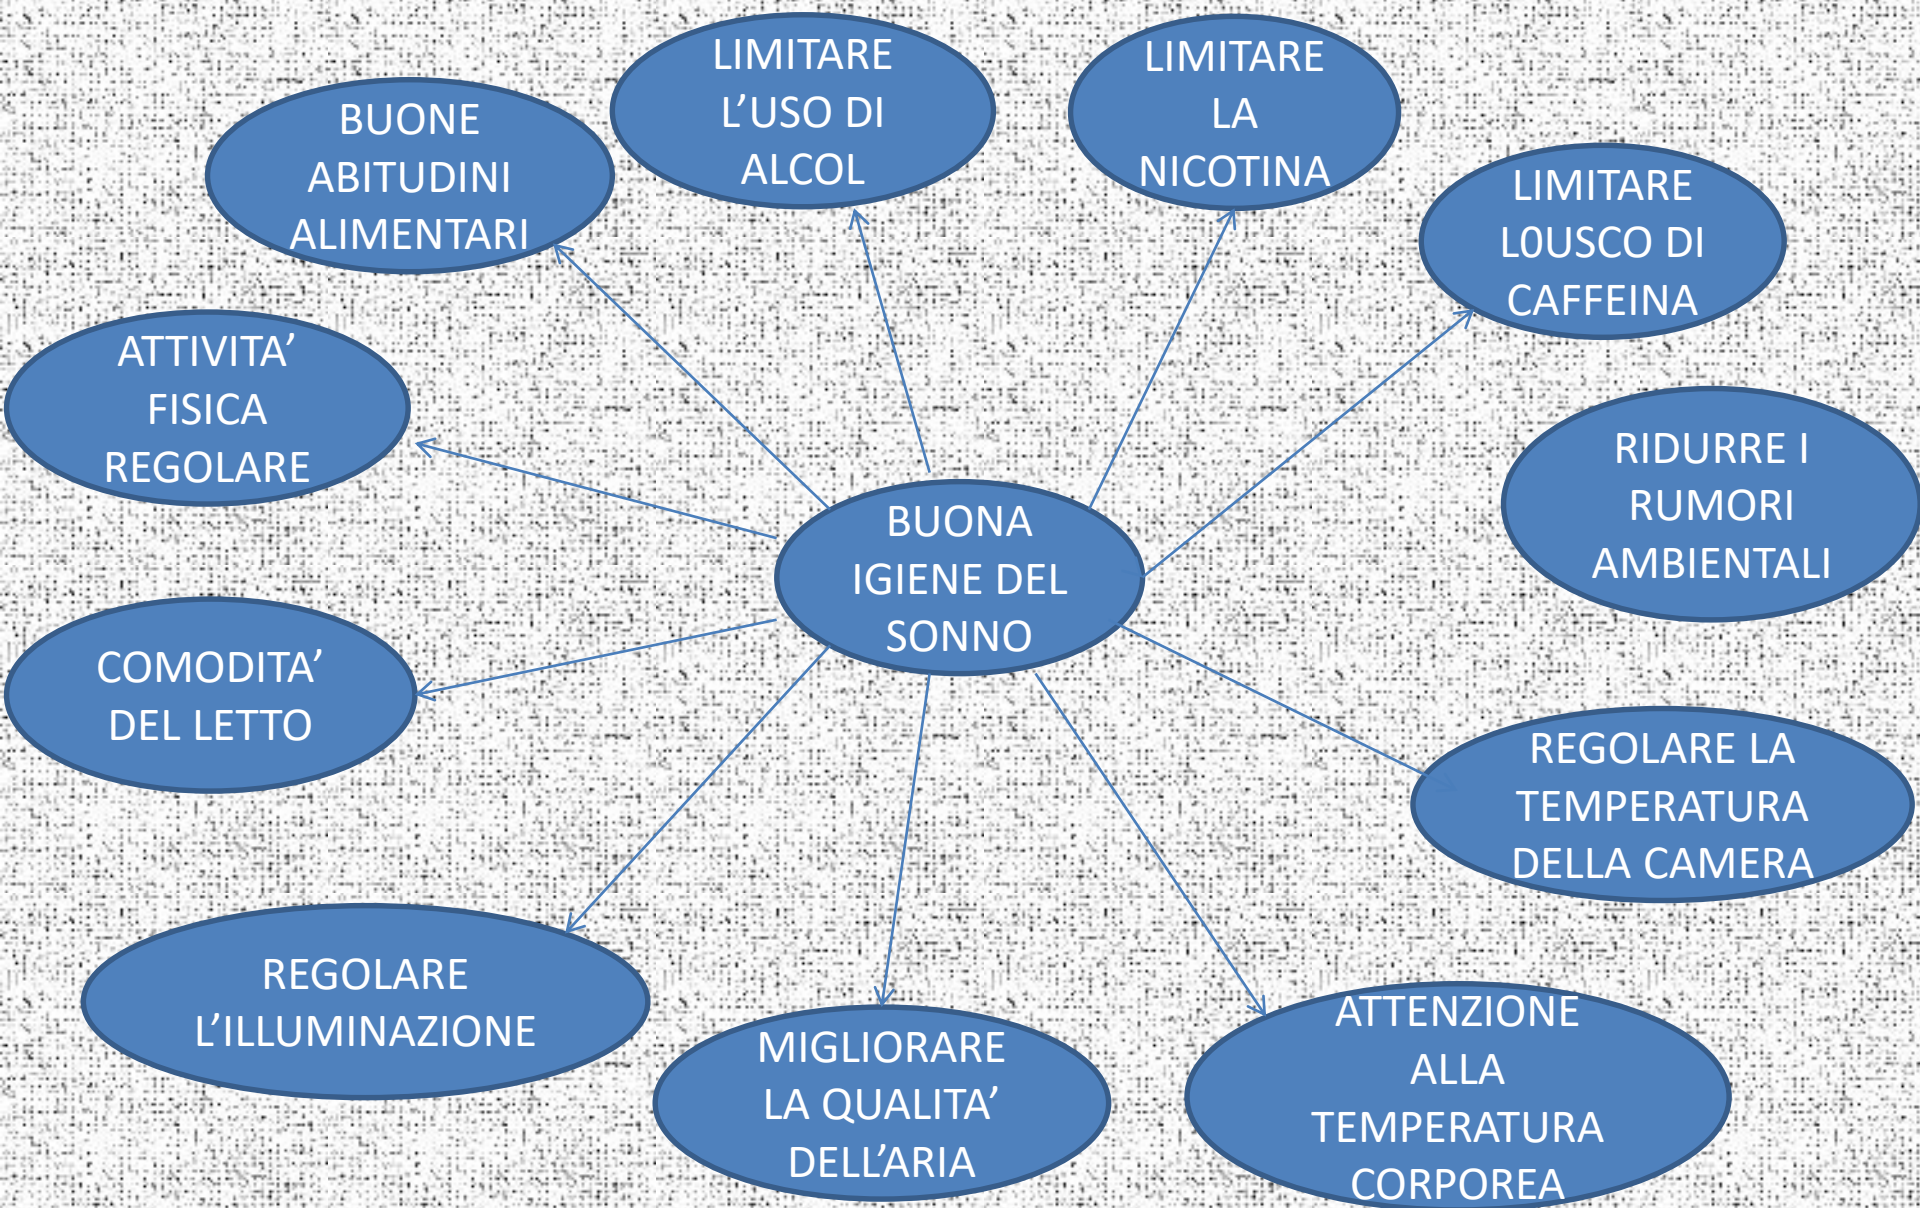 LIMITARE
L’USO DI
ALCOL
LIMITARE
LA
NICOTINA
BUONE
ABITUDINI
ALIMENTARI
LIMITARE
L0USCO DI
CAFFEINA
ATTIVITA’
FISICA
REGOLARE
RIDURRE I
RUMORI
AMBIENTALI
BUONA
IGIENE DEL
SONNO
COMODITA’
DEL LETTO
REGOLARE LA
TEMPERATURA
DELLA CAMERA
REGOLARE
L’ILLUMINAZIONE
MIGLIORARE
LA QUALITA’
DELL’ARIA
ATTENZIONE
ALLA
TEMPERATURA
CORPOREA